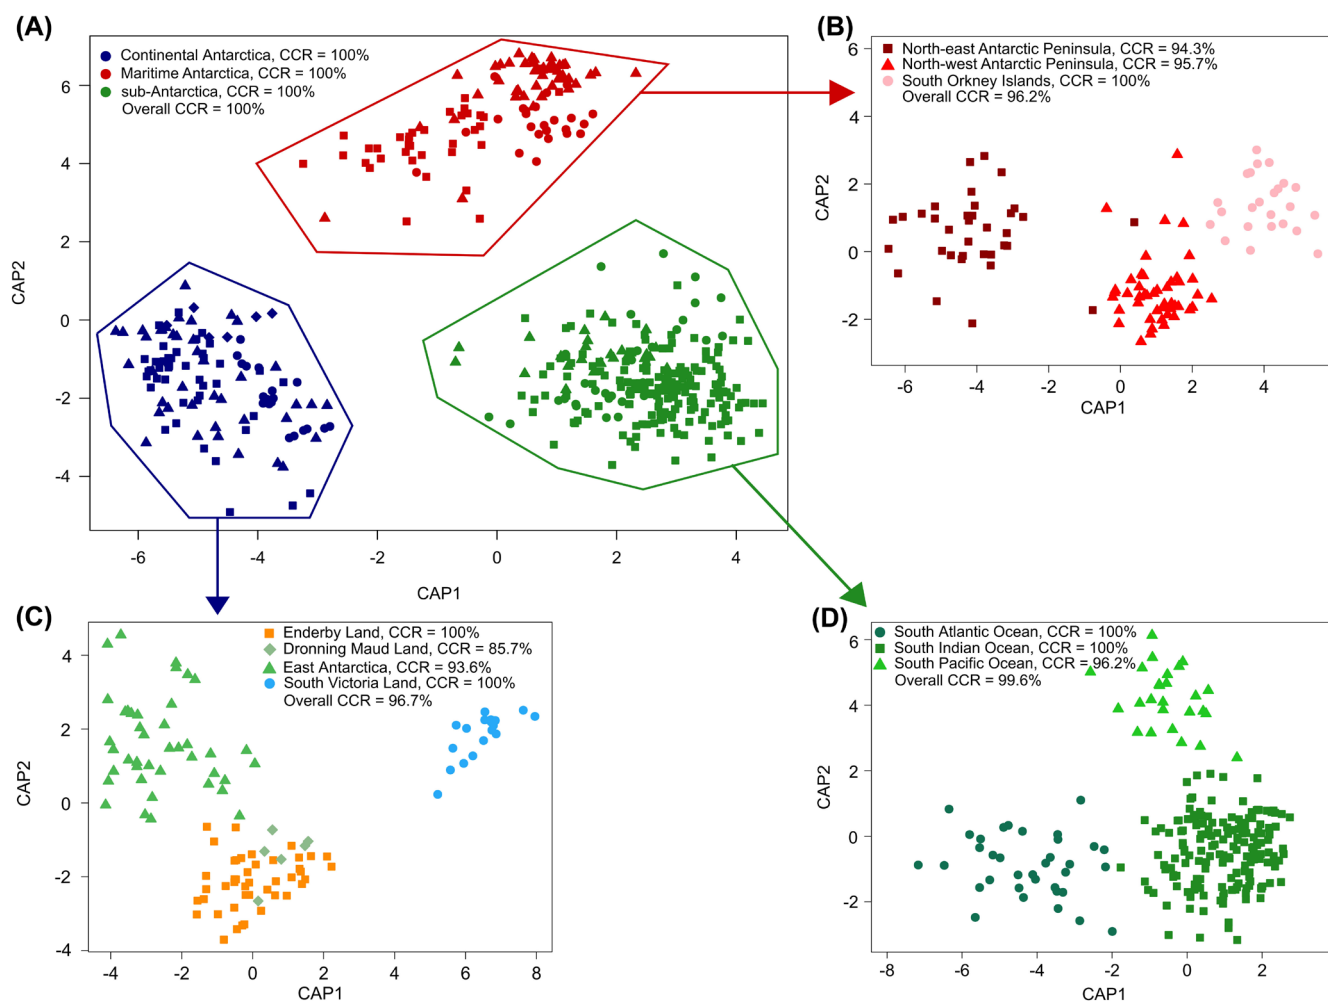 (A)
Continental Antarctica, CCR = 100%
Maritime Antarctica, CCR = 100%
sub-Antarctica, CCR = 100%
Overall CCR = 100%
CAP2
6
4
2
0
-2
-4
-6 -4 -2 0 2 4
CAP1
(B)
North-east Antarctic Peninsula, CCR = 94.3%
North-west Antarctic Peninsula, CCR = 95.7%
South Orkney Islands, CCR = 100%
Overall CCR = 96.2%
CAP2
6
4
2
0
-2
-6 -4 -2 0 2 4
CAP1
(C)
Enderby Land, CCR = 100%
Dronning Maud Land, CCR = 85.7%
East Antarctica, CCR = 93.6%
South Victoria Land, CCR = 100%
Overall CCR = 96.7%
CAP2
4
2
0
-2
-4
-4 -2 0 2 4 6 8
CAP1
(D)
South Atlantic Ocean, CCR = 100%
South Indian Ocean, CCR = 100%
South Pacific Ocean, CCR = 96.2%
Overall CCR = 99.6%
CAP2
6
4
2
0
-2
-8 -6 -4 -2 0 2
CAP1